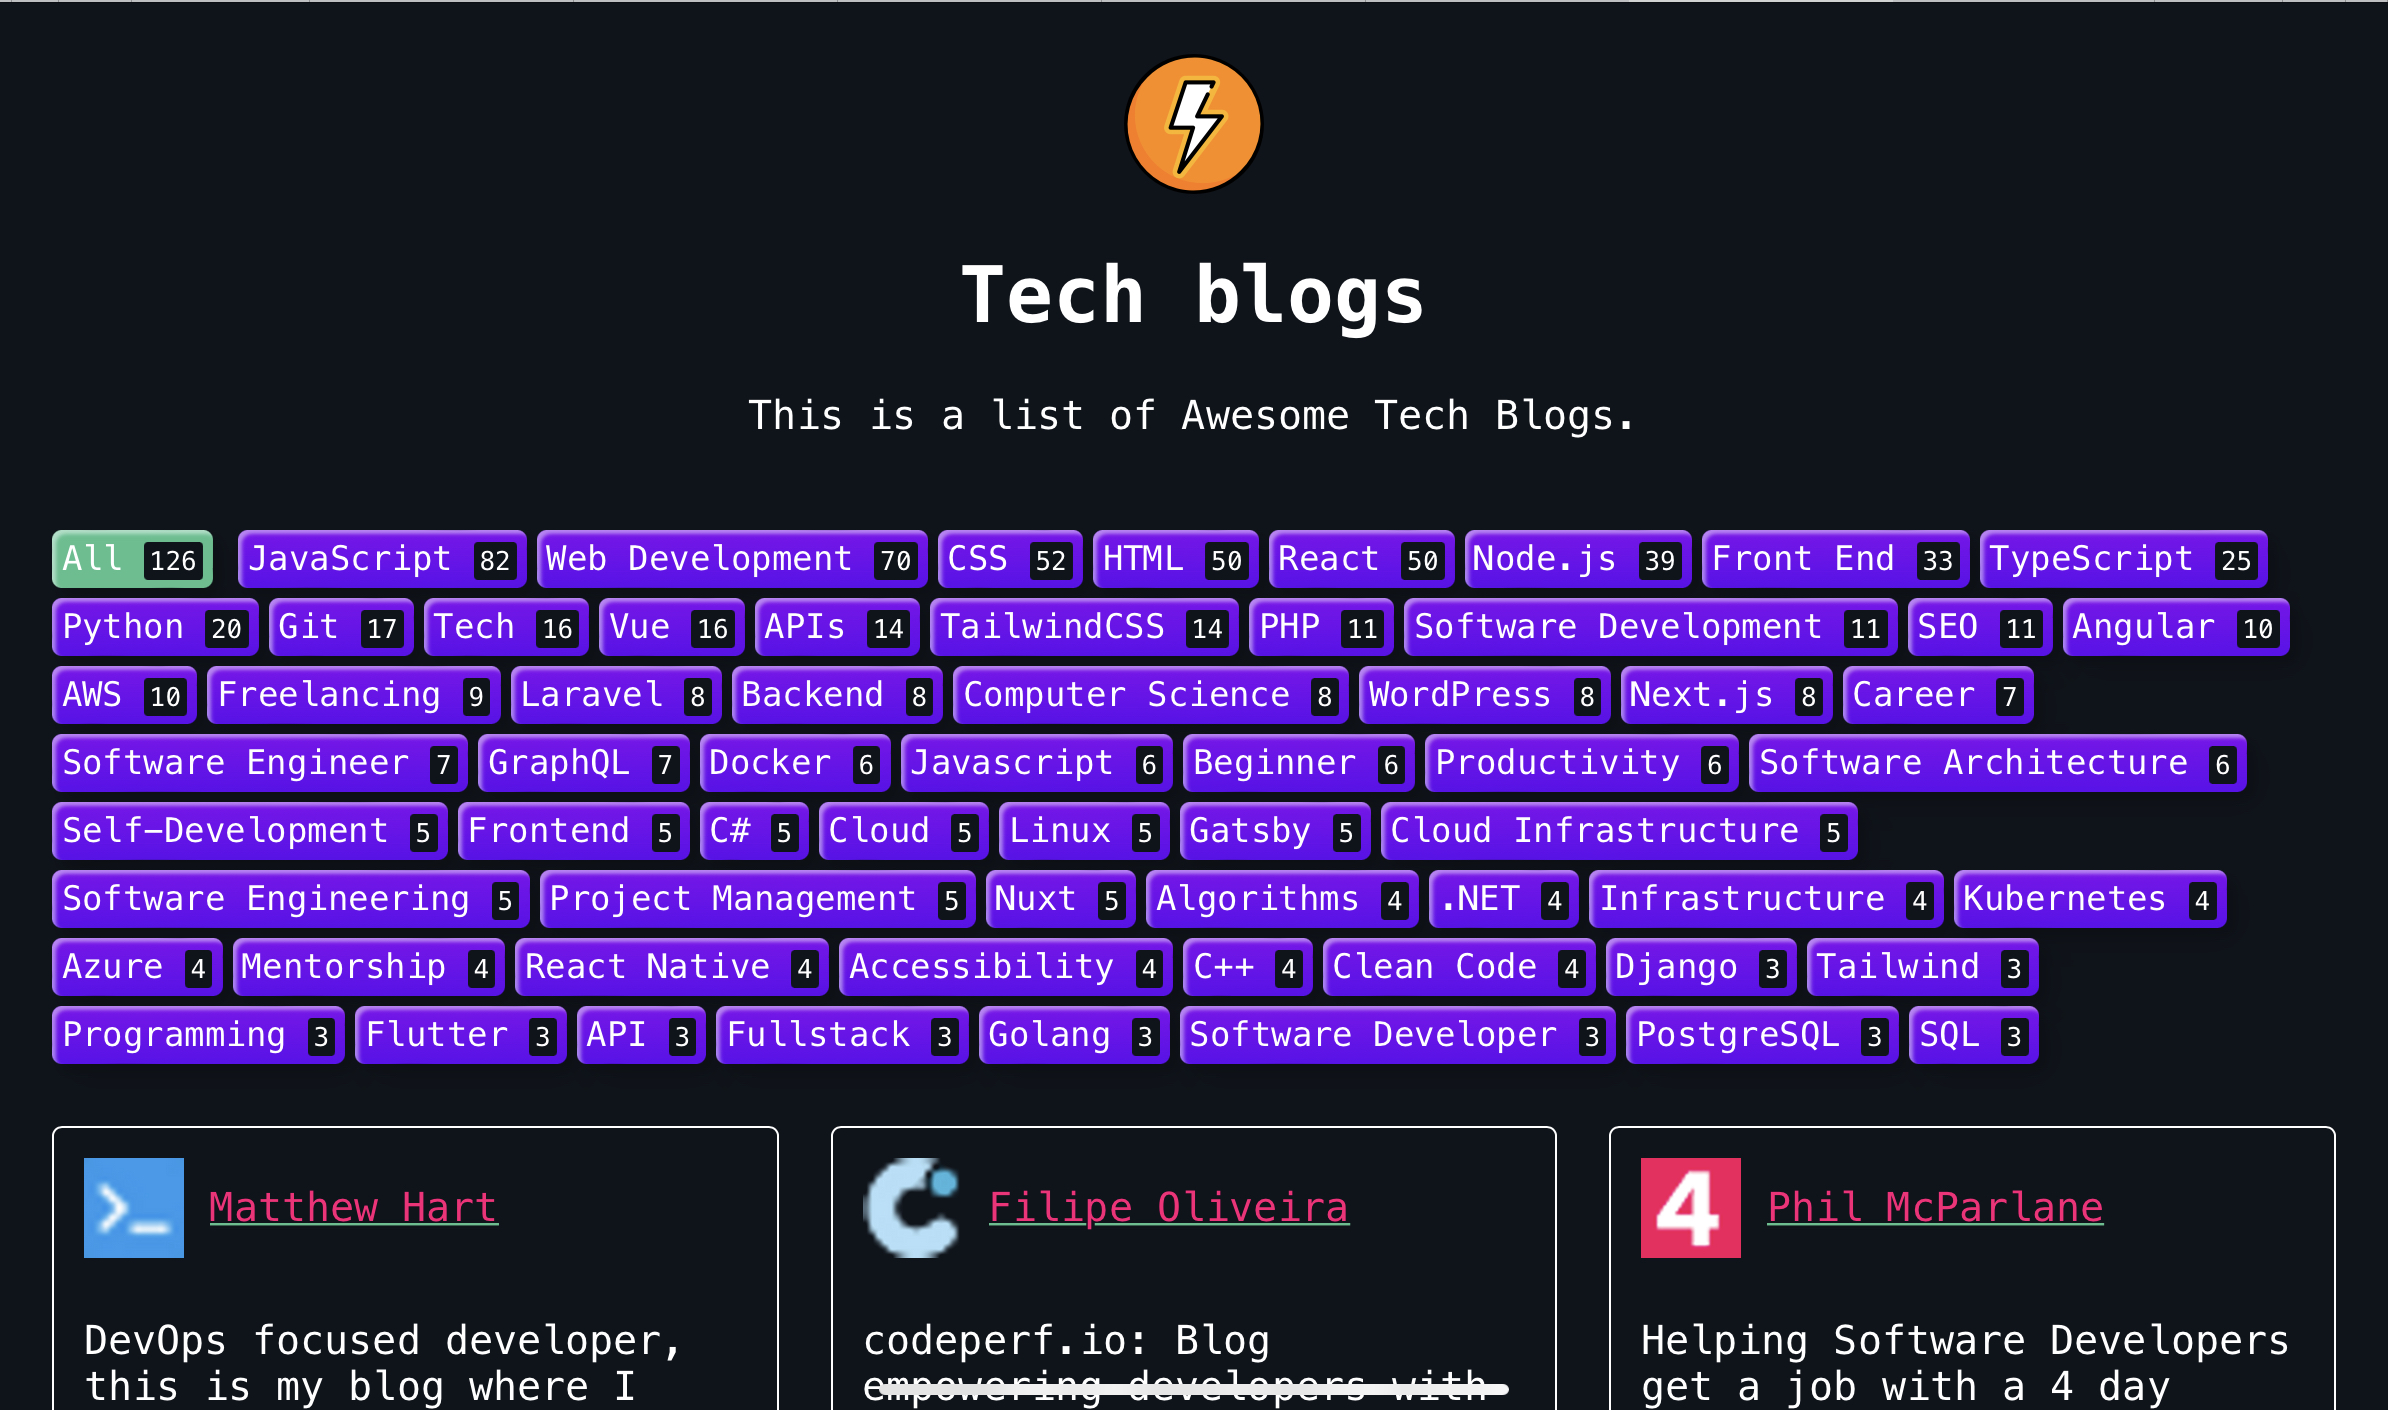 Tech blogs
This is a list of Awesome Tech Blogs.
All 126 JavaScript 82 Web Development 70 CSS 52 HTML 50 React 50 Node.js 39 Front End 33 TypeScript 25
Python 20 Git 17 Tech 16 Vue 16 APIs 14 TailwindCSS 14 PHP 11 Software Development 11 SEO 11 Angular 10
AWS 10 Freelancing 9 Laravel 8 Backend 8 Computer Science 8 WordPress 8 Next.js 8 Career 7
Software Engineer 7 GraphQL 7 Docker 6 Javascript 6 Beginner 6 Productivity 6 Software Architecture 6
Self-Development 5 Frontend 5 C# 5 Cloud 5 Linux 5 Gatsby 5 Cloud Infrastructure 5
Software Engineering 5 Project Management 5 Nuxt 5 Algorithms 4 .NET 4 Infrastructure 4 Kubernetes 4
Azure 4 Mentorship 4 React Native 4 Accessibility 4 C++ 4 Clean Code 4 Django 3 Tailwind 3
Programming 3 Flutter 3 API 3 Fullstack 3 Golang 3 Software Developer 3 PostgreSQL 3 SQL 3
Matthew Hart
DevOps focused developer,
this is my blog where I
Filipe Oliveira
codeperf.io: Blog
empowering developers with
4
Phil McParlane
Helping Software Developers
get a job with a 4 day